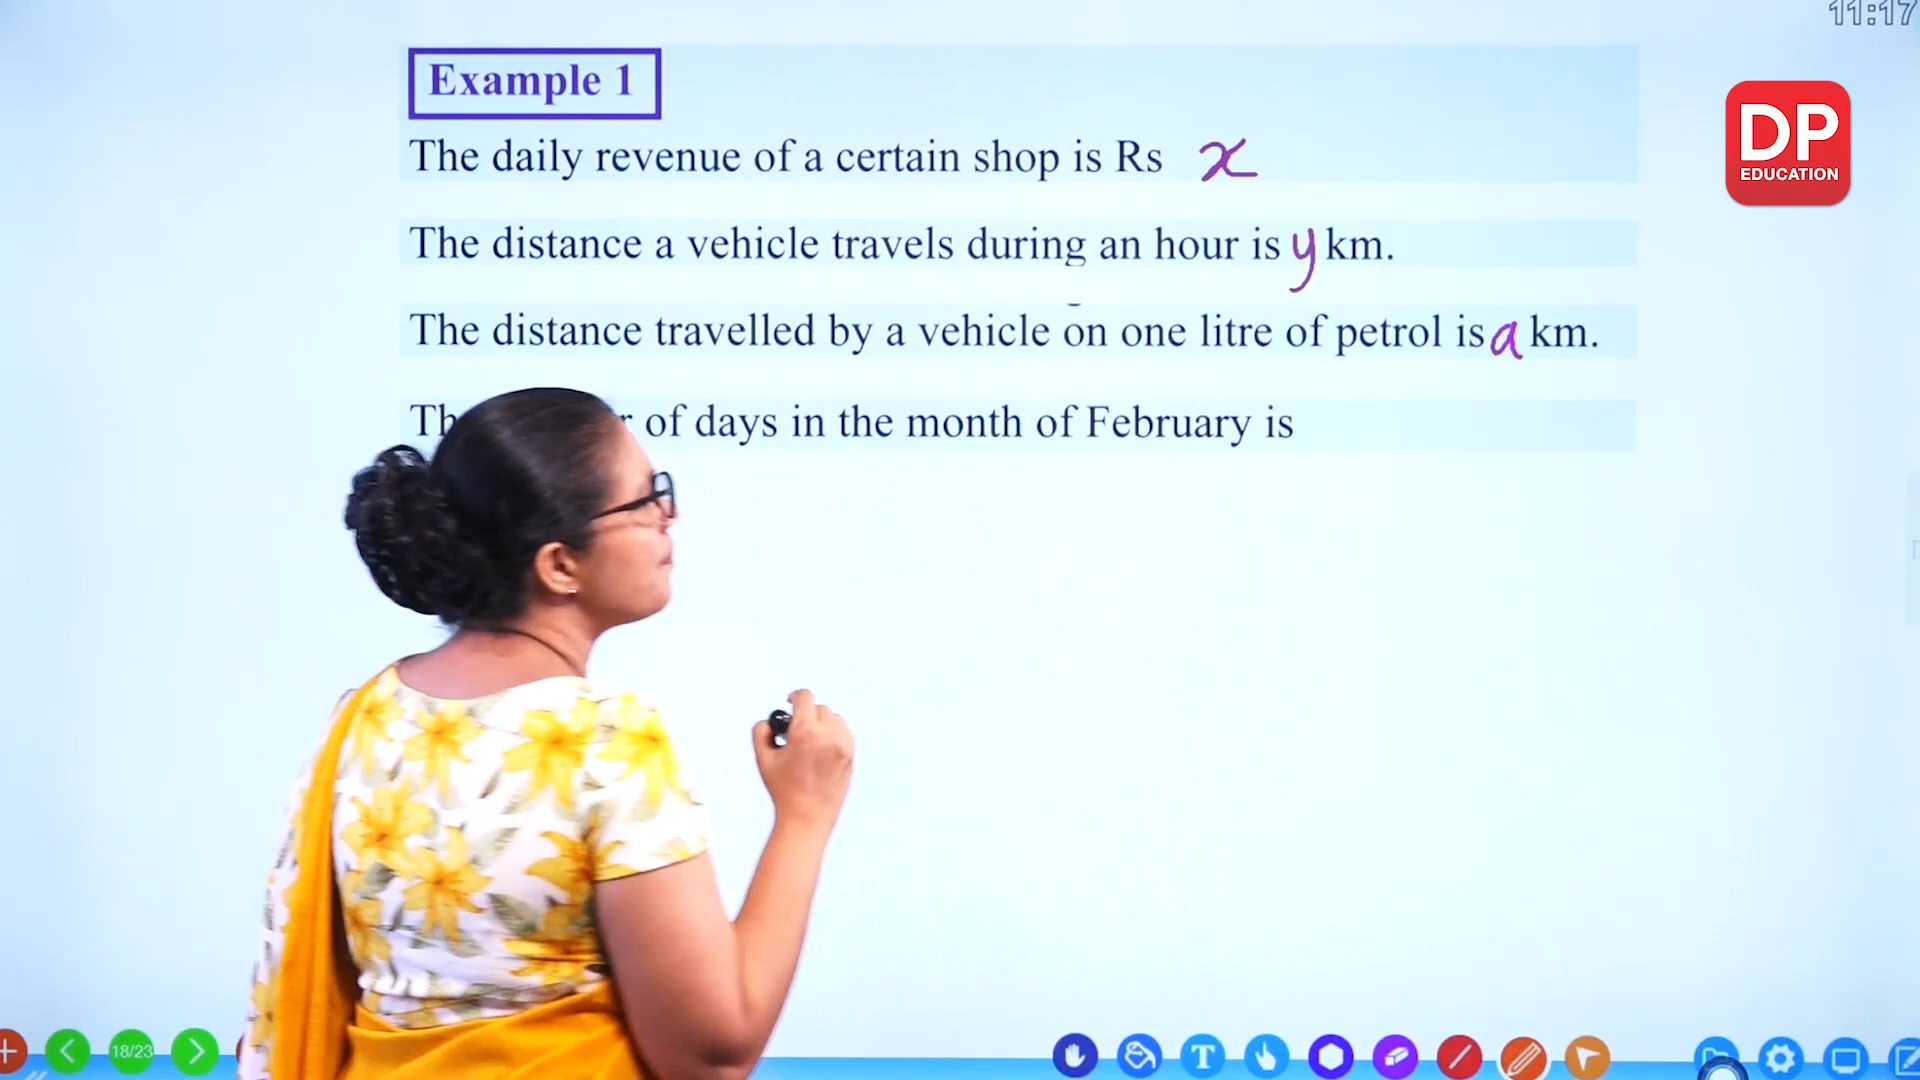 11:17
Example 1
DP
EDUCATION
The daily revenue of a certain shop is Rs x
The distance a vehicle travels during an hour is y km.
The distance travelled by a vehicle on one litre of petrol is a km.
of days in the month of February is
18/23
T